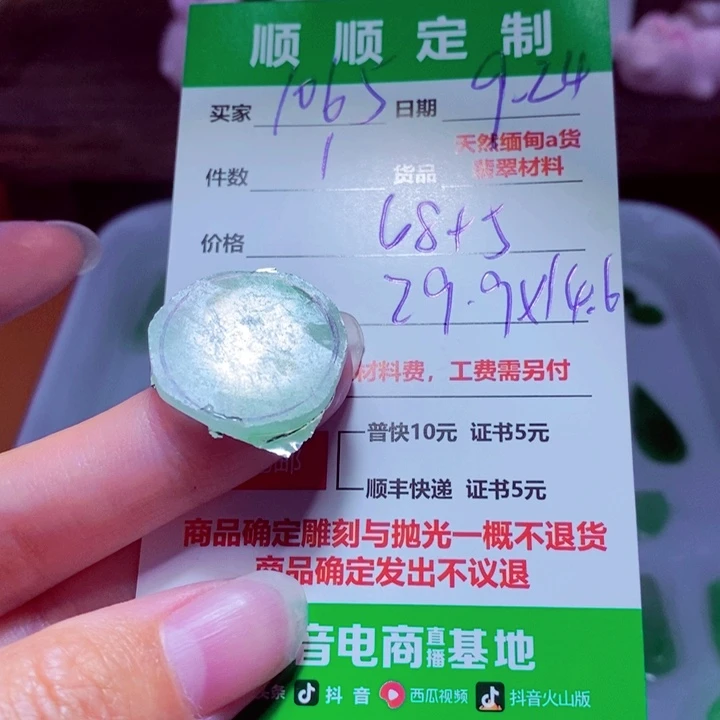 顺顺定制
买家 1065 日期 9.24
件数 1 货品 天然缅甸a货
翡翠材料
价格 68+5
29.9x14.6
材料费，工费需另付
普快10元 证书5元
邮
顺丰快递 证书5元
商品确定雕刻与抛光一概不退货
商品确定发出不议退
音电商直播基地
头条 抖音 西瓜视频 抖音火山版